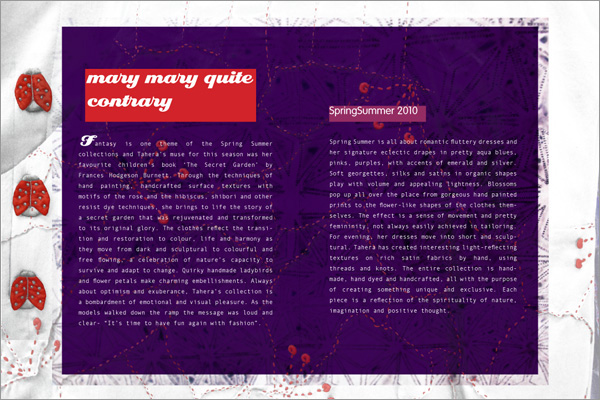 mary mary quite
contrary
Fantasy is one theme of the Spring Summer
collections and Tahera's muse for this season was her
favourite children's book 'The Secret Garden' by
Frances Hodgeson Burnett. Through the techniques of
hand painting, handcrafted surface textures with
motifs of the rose and the hibiscus, shibori and other
resist dye techniques, she brings to life the story of
a secret garden that was rejuvenated and transformed
to its original glory. The clothes reflect the transi-
tion and restoration to colour, life and harmony as
they move from dark and sculptural to colourful and
free flowing, a celebration of nature's capacity to
survive and adapt to change. Quirky handmade ladybirds
and flower petals make charming embellishments. Always
about optimism and exuberance, Tahera's collection is
a bombardment of emotional and visual pleasure. As the
models walked down the ramp the message was loud and
clear- "It's time to have fun again with fashion".
SpringSummer 2010
Spring Summer is all about romantic fluttery dresses and
her signature eclectic drapes in pretty aqua blues,
pinks, purples, with accents of emerald and silver.
Soft georgettes, silks and satins in organic shapes
play with volume and appealing lightness. Blossoms
pop up all over the place from gorgeous hand painted
prints to the flower-like shapes of the clothes them-
selves. The effect is a sense of movement and pretty
femininity, not always easily achieved in tailoring.
For evening, her dresses move into short and sculp-
tural. Tahera has created interesting light-reflecting
textures on rich satin fabrics by hand, using
threads and knots. The entire collection is hand-
made, hand dyed and handcrafted, all with the purpose
of creating something unique and exclusive. Each
piece is a reflection of the spirituality of nature,
imagination and positive thought.